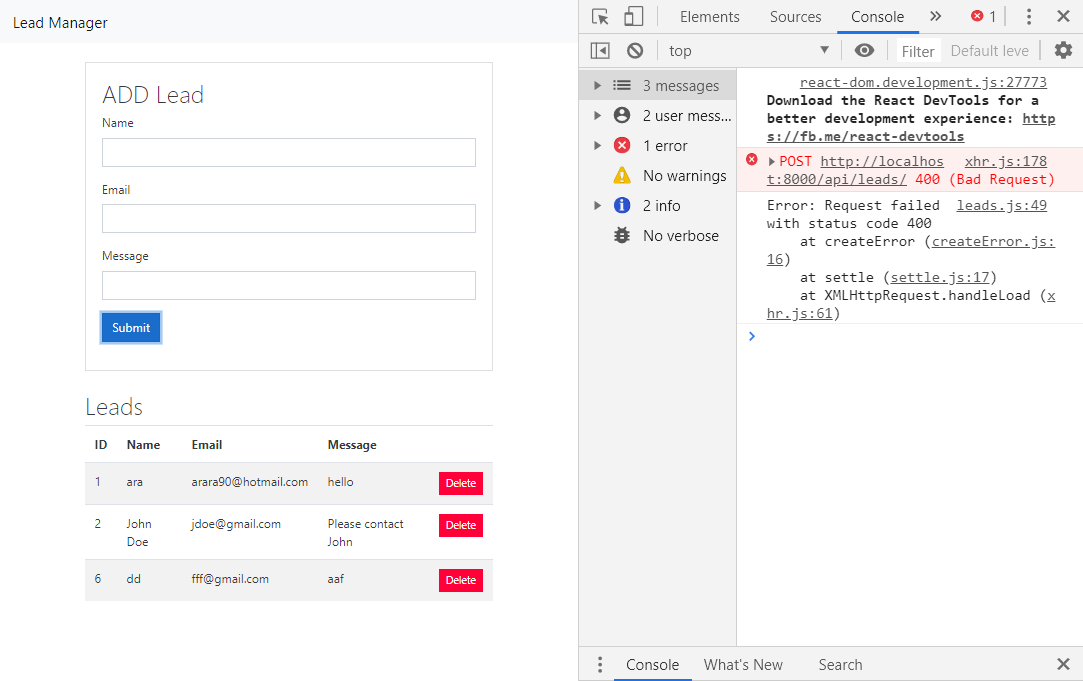 Lead Manager
ADD Lead
Name
Email
Message
Submit
Leads
ID Name Email Message
1 ara arara90@hotmail.com hello Delete
2 John Doe jdoe@gmail.com Please contact John Delete
6 dd fff@gmail.com aaf Delete
Elements Sources Console » 1
top Filter Default leve
3 messages
2 user mess...
1 error
No warnings
2 info
No verbose
react-dom.development.js:27773
Download the React DevTools for a
better development experience: http
s://fb.me/react-devtools
POST http://localhos xhr.js:178
t:8000/api/leads/ 400 (Bad Request)
Error: Request failed leads.js:49
with status code 400
at createError (createError.js:
16)
at settle (settle.js:17)
at XMLHttpRequest.handleLoad (x
hr.js:61)
Console What's New Search